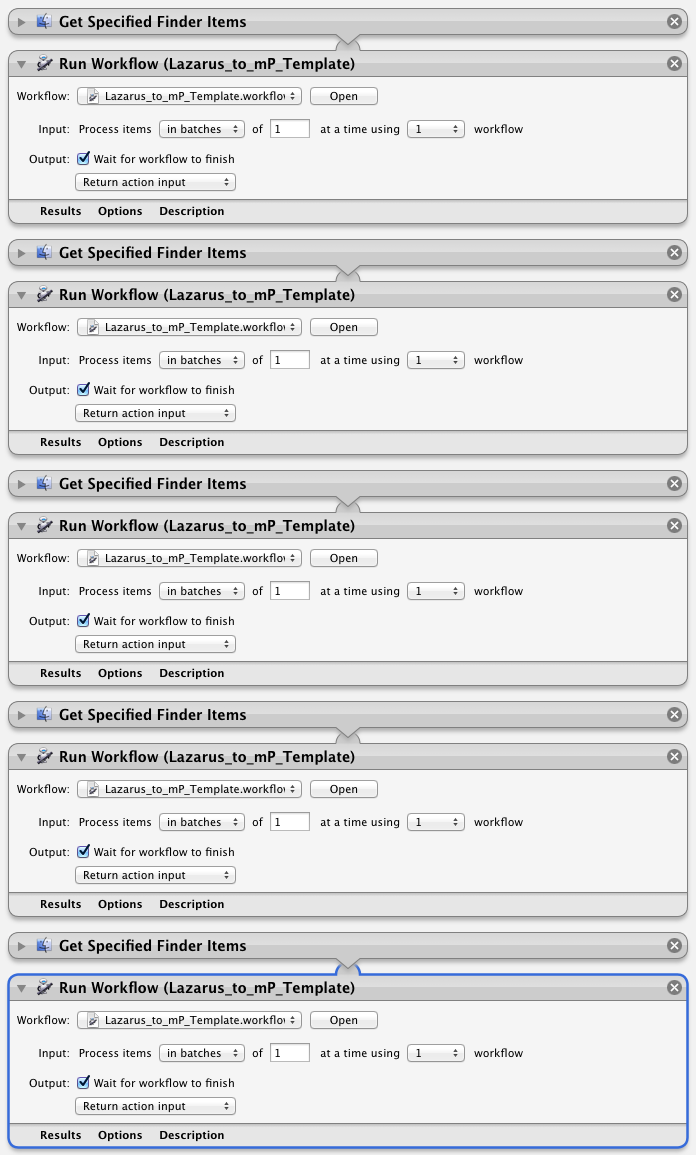 Get Specified Finder Items
Run Workflow (Lazarus_to_mP_Template)
Workflow: Lazarus_to_mP_Template.workflow Open
Input: Process items in batches of 1 at a time using 1 workflow
Output: Wait for workflow to finish
Return action input
Results Options Description
Get Specified Finder Items
Run Workflow (Lazarus_to_mP_Template)
Workflow: Lazarus_to_mP_Template.workflow Open
Input: Process items in batches of 1 at a time using 1 workflow
Output: Wait for workflow to finish
Return action input
Results Options Description
Get Specified Finder Items
Run Workflow (Lazarus_to_mP_Template)
Workflow: Lazarus_to_mP_Template.workflow Open
Input: Process items in batches of 1 at a time using 1 workflow
Output: Wait for workflow to finish
Return action input
Results Options Description
Get Specified Finder Items
Run Workflow (Lazarus_to_mP_Template)
Workflow: Lazarus_to_mP_Template.workflow Open
Input: Process items in batches of 1 at a time using 1 workflow
Output: Wait for workflow to finish
Return action input
Results Options Description
Get Specified Finder Items
Run Workflow (Lazarus_to_mP_Template)
Workflow: Lazarus_to_mP_Template.workflow Open
Input: Process items in batches of 1 at a time using 1 workflow
Output: Wait for workflow to finish
Return action input
Results Options Description